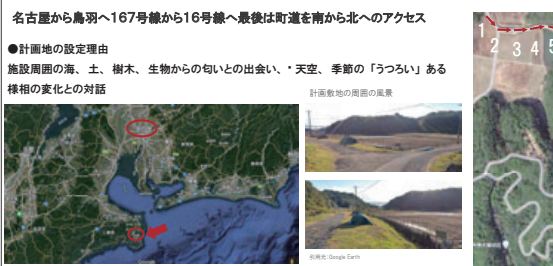 名古屋から鳥羽へ167号線から16号線へ最後は町道を南から北へのアクセス
●計画地の設定理由
施設周囲の海、土、樹木、生物からの匂いとの出会い、・天空、季節の「うつろい」ある
様相の変化との対話
計画敷地の周囲の風景
引用元：Google Earth
1
2 3 4 5